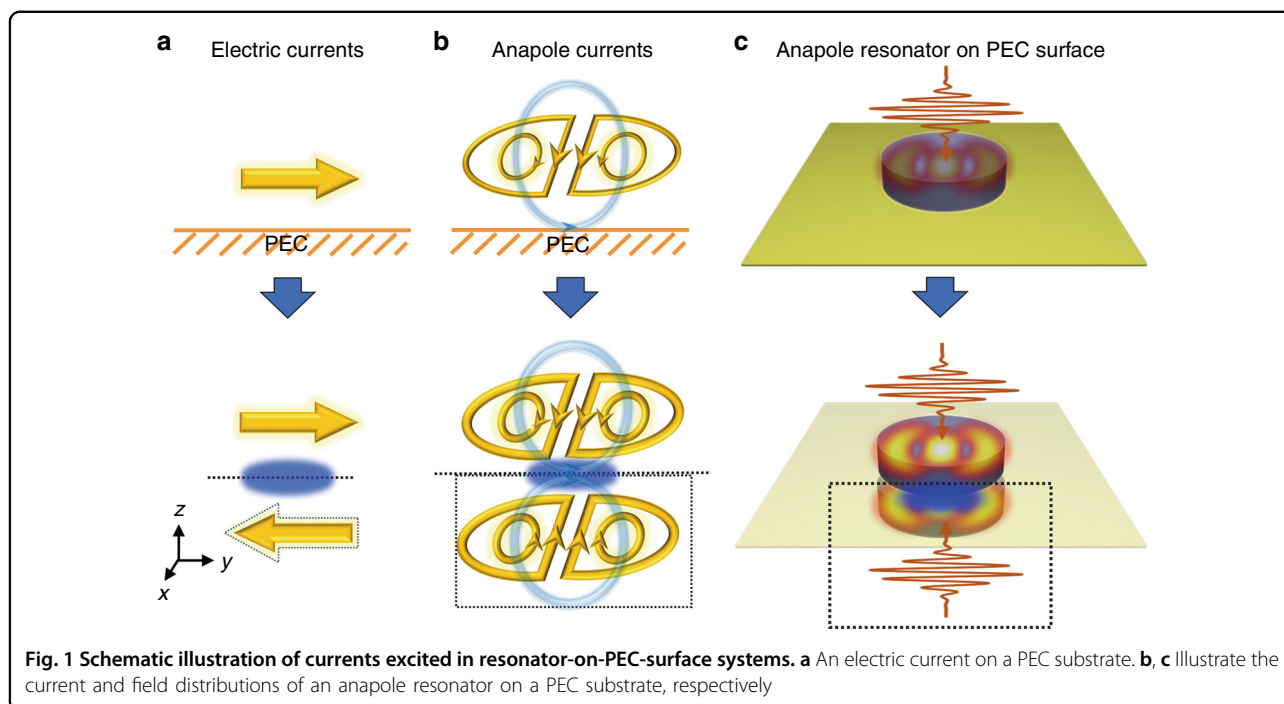 a Electric currents
b Anapole currents
c Anapole resonator on PEC surface
PEC
PEC
z
y
x
Fig. 1 Schematic illustration of currents excited in resonator-on-PEC-surface systems. a An electric current on a PEC substrate. b, c Illustrate the
current and field distributions of an anapole resonator on a PEC substrate, respectively